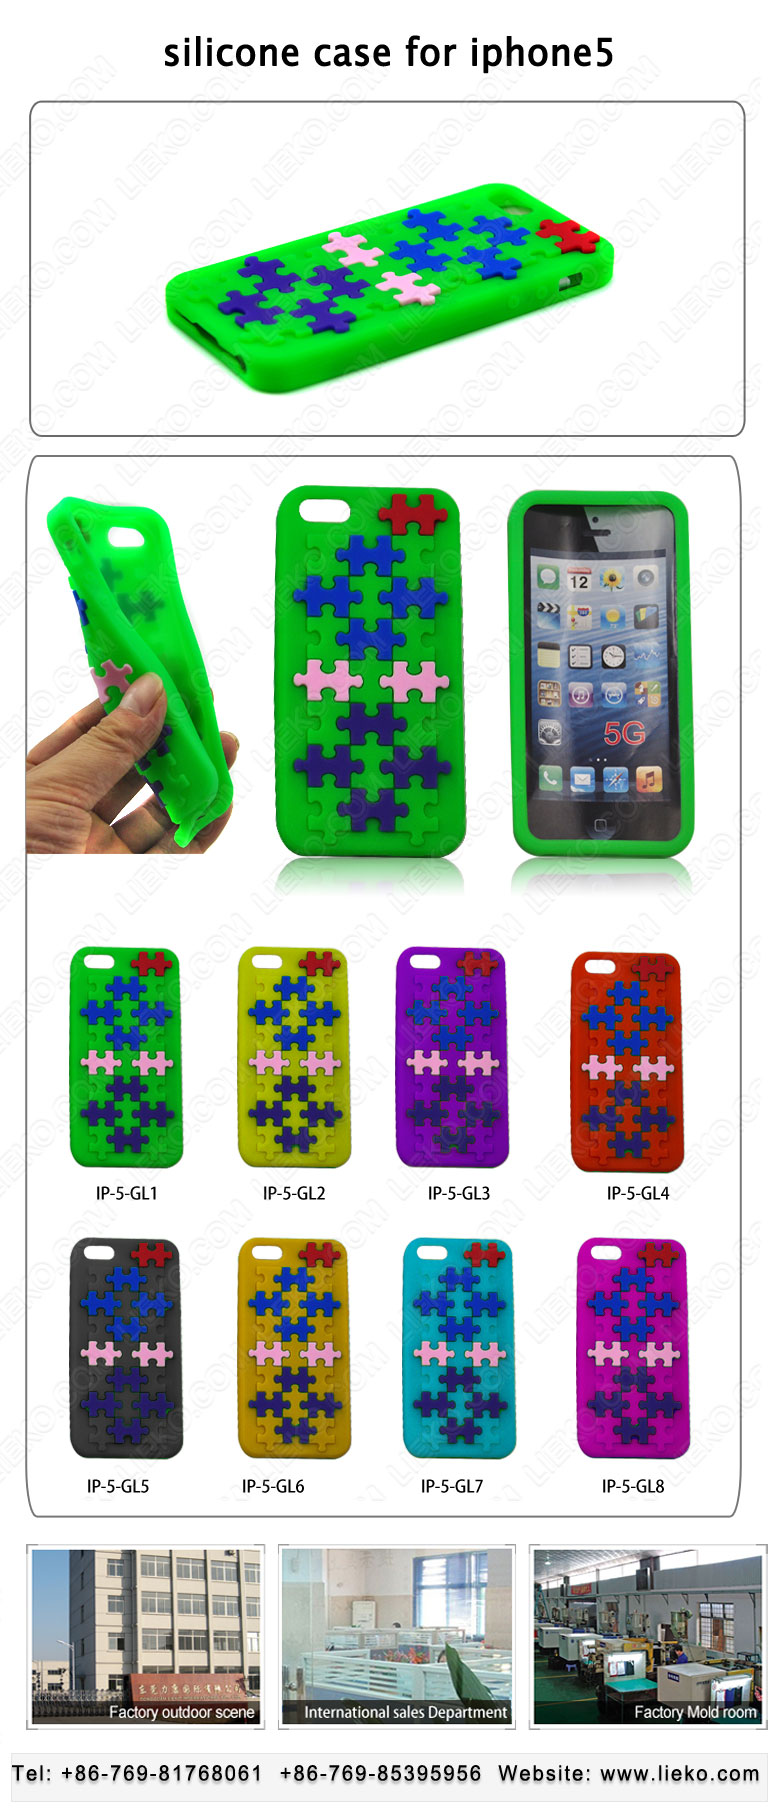 silicone case for iphone5
LIEKO.COM
12
5G
IP-5-GL1 IP-5-GL2 IP-5-GL3 IP-5-GL4
IP-5-GL5 IP-5-GL6 IP-5-GL7 IP-5-GL8
Factory outdoor scene
International sales Department
Factory Mold room
Tel: +86-769-81768061 +86-769-85395956 Website: www.lieko.com